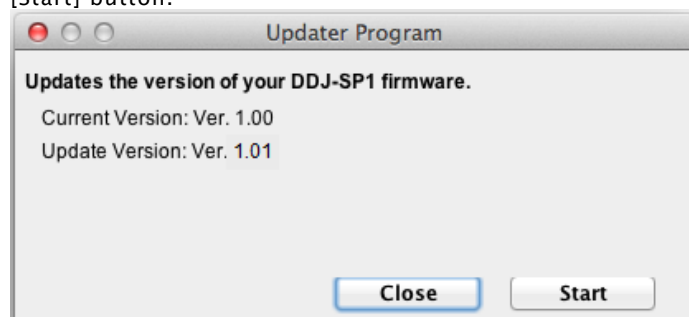 [Start] button.
Updater Program
Updates the version of your DDJ-SP1 firmware.
Current Version: Ver. 1.00
Update Version: Ver. 1.01
Close Start